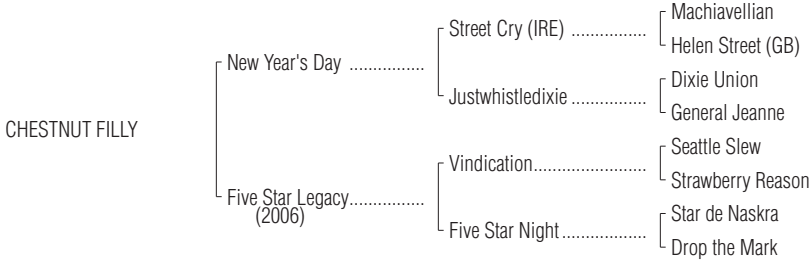 Machiavellian
Street Cry (IRE) ................
Helen Street (GB)
New Year's Day ................
Dixie Union
Justwhistledixie ................
General Jeanne
CHESTNUT FILLY
Seattle Slew
Vindication........................
Strawberry Reason
Five Star Legacy................
(2006)
Star de Naskra
Five Star Night ..................
Drop the Mark